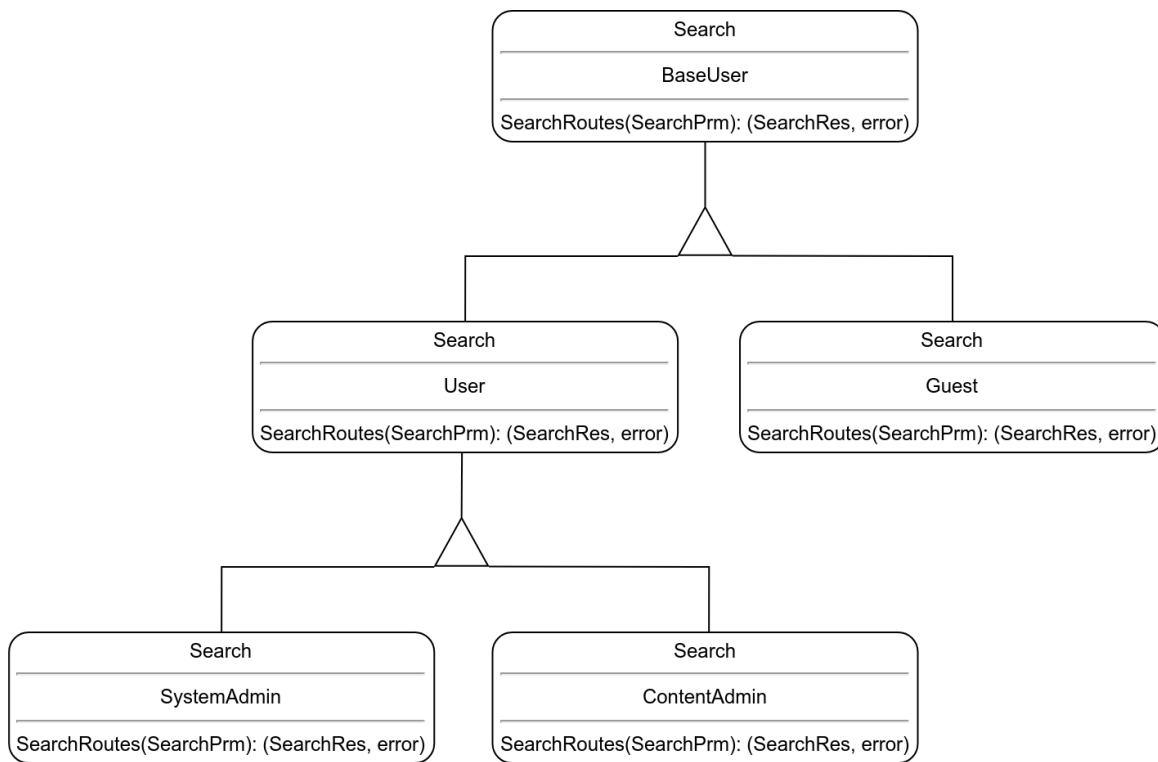 Search
BaseUser
SearchRoutes(SearchPrm): (SearchRes, error)
Search
User
SearchRoutes(SearchPrm): (SearchRes, error)
Search
Guest
SearchRoutes(SearchPrm): (SearchRes, error)
Search
SystemAdmin
SearchRoutes(SearchPrm): (SearchRes, error)
Search
ContentAdmin
SearchRoutes(SearchPrm): (SearchRes, error)